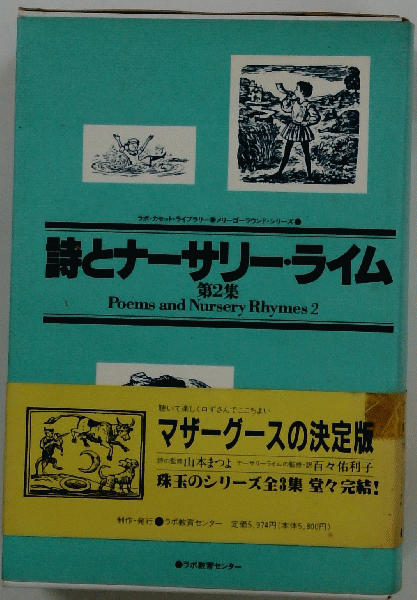 ラボ・カセット・ライブラリー●メリーゴーラウンド・シリーズ●
詩とナーサリー・ライム
第2集
Poems and Nursery Rhymes 2
聴いて楽しく口ずさんでここちよい
マザーグースの決定版
詩の監修 山本まつよ ナーサリーライムの監修・訳 百々佑利子
珠玉のシリーズ全3集 堂々完結!
制作・発行●ラボ教育センター 定価5,974円(本体5,800円)
●ラボ教育センター